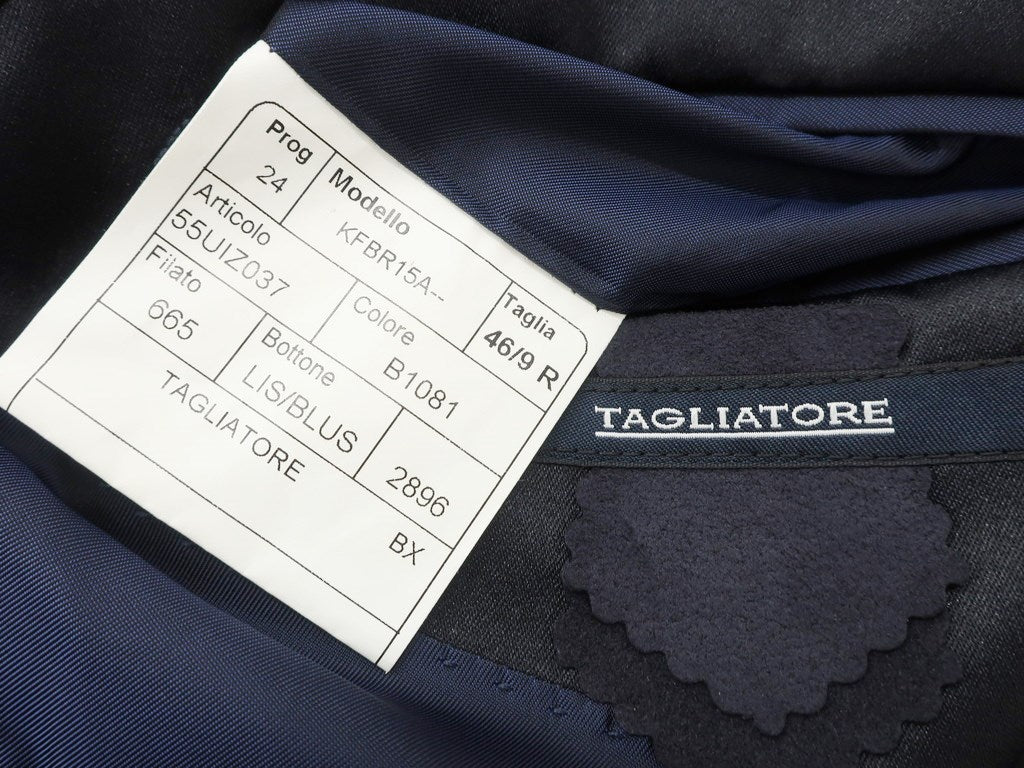 Prog Modello Taglia
24 KFBR15A-- 46/9 R
Articolo Colore
55UIZ037 B1081
Filato Bottone
665 LIS/BLUS 2896
TAGLIATORE BX
TAGLIATORE